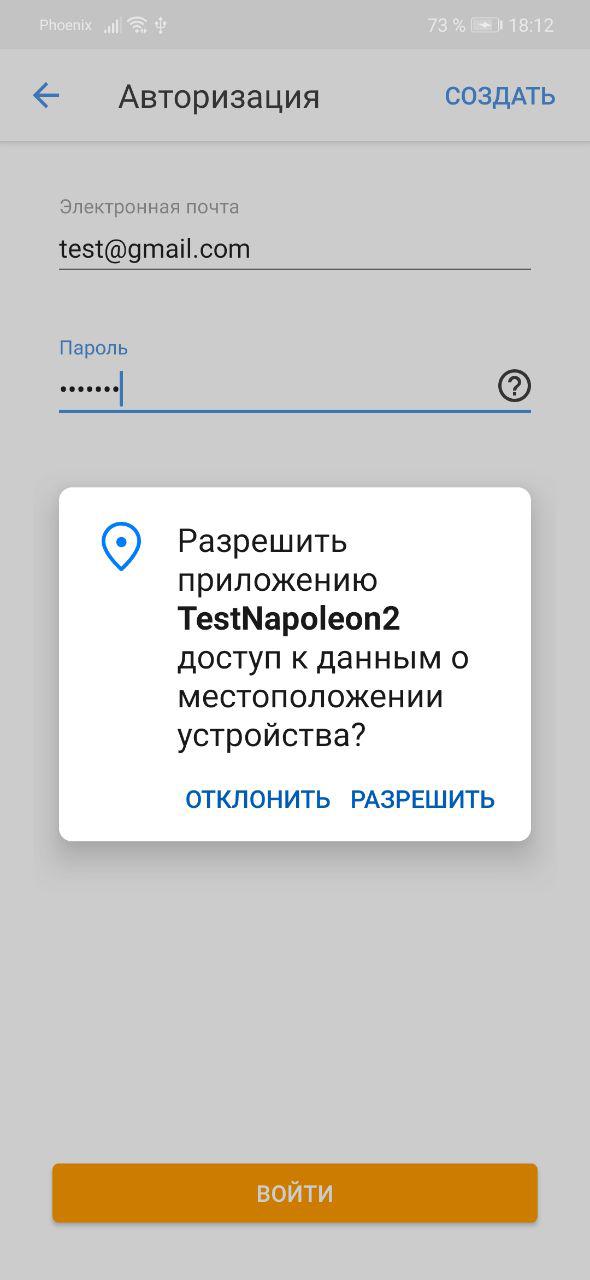 Phoenix 73 % 18:12
Авторизация СОЗДАТЬ
Электронная почта
test@gmail.com
Пароль
•••••••
Разрешить
приложению
TestNapoleon2
доступ к данным о
местоположении
устройства?
ОТКЛОНИТЬ РАЗРЕШИТЬ
ВОЙТИ